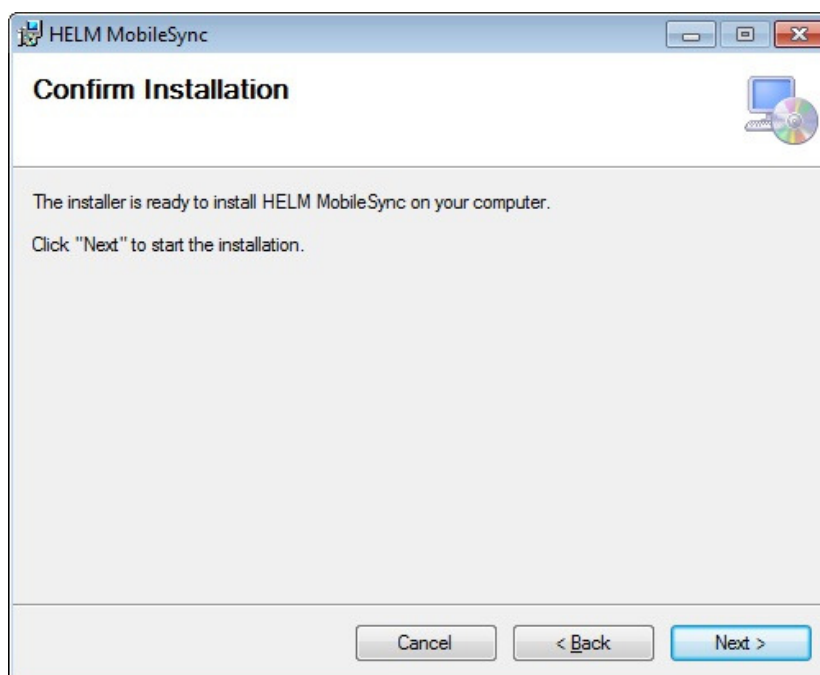 HELM MobileSync
Confirm Installation
The installer is ready to install HELM MobileSync on your computer.
Click "Next" to start the installation.
Cancel
< Back
Next >